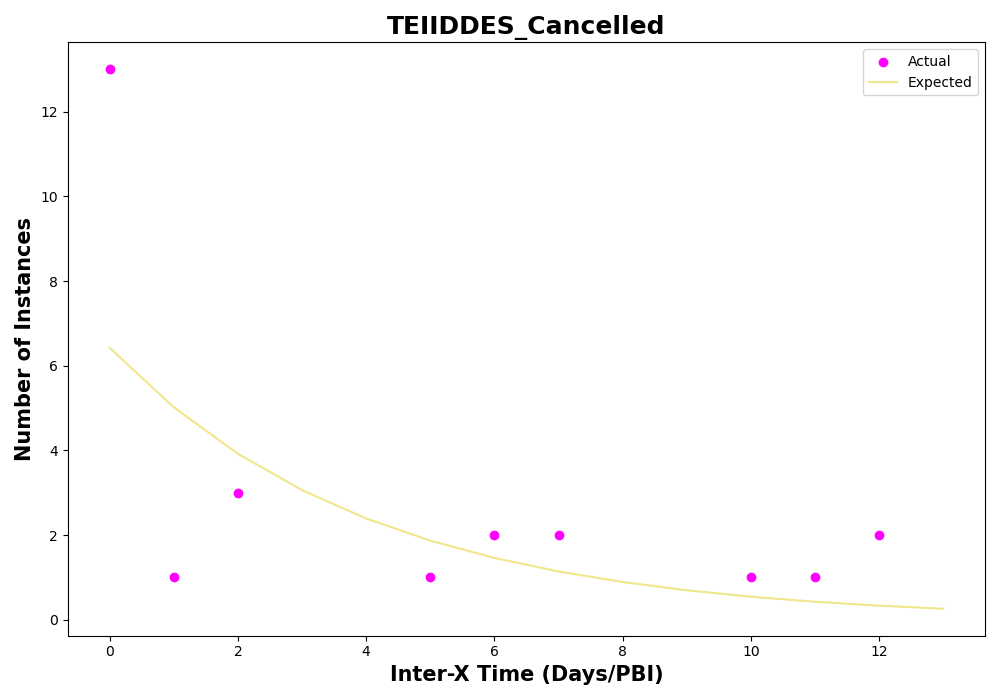 TEIIDDES_Cancelled
Actual
Expected
Number of Instances
12
10
8
6
4
2
0
0 2 4 6 8 10 12
Inter-X Time (Days/PBI)